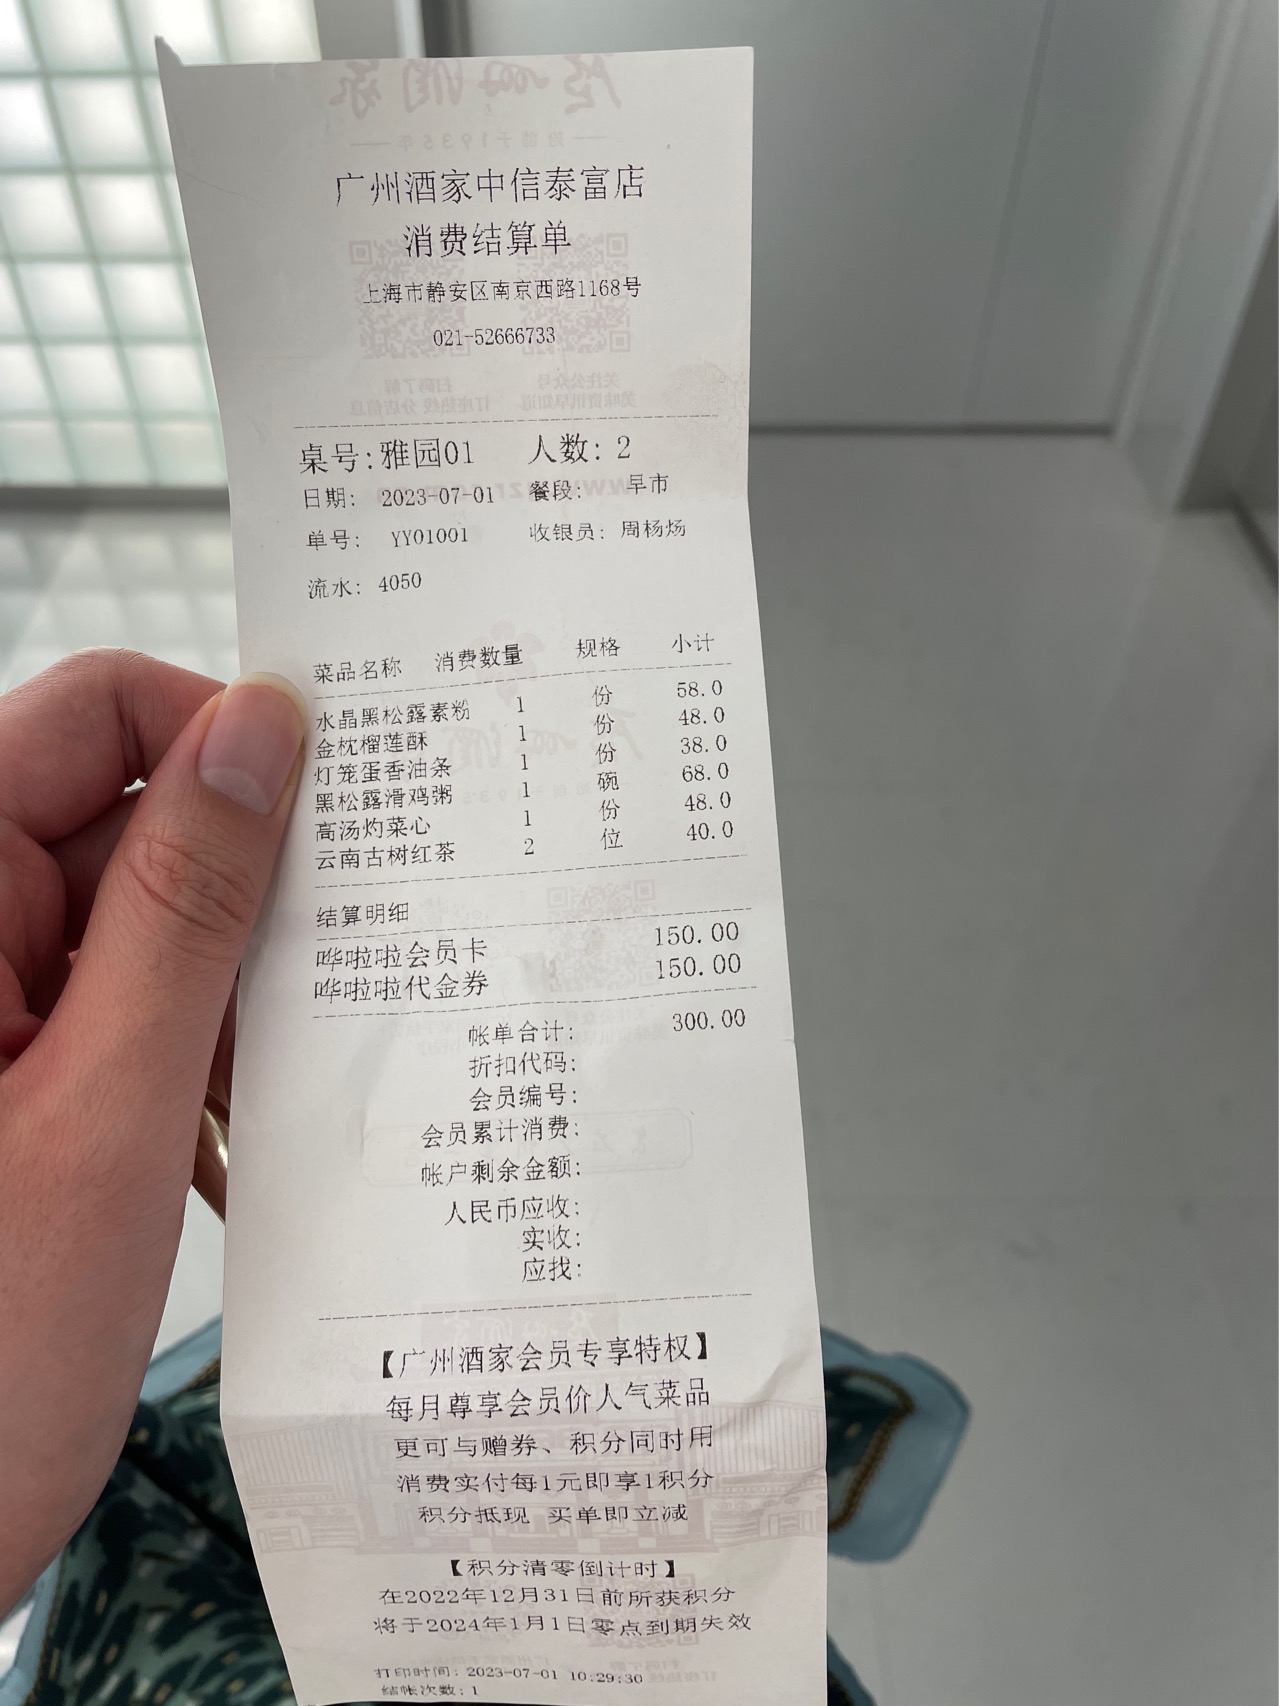 广州酒家中信泰富店
消费结算单
上海市静安区南京西路1168号
021-52666733
桌号:雅园01 人数: 2
日期: 2023-07-01 餐段: 早市
单号: YY01001 收银员: 周杨炀
流水: 4050
菜品名称 消费数量 规格 小计
水晶黑松露素粉 1 份 58.0
金枕榴莲酥 1 份 48.0
灯笼蛋香油条 1 份 38.0
黑松露滑鸡粥 1 碗 68.0
高汤灼菜心 1 份 48.0
云南古树红茶 2 位 40.0
结算明细
哗啦啦会员卡 150.00
哗啦啦代金券 150.00
帐单合计: 300.00
折扣代码:
会员编号:
会员累计消费:
帐户剩余金额:
人民币应收:
实收:
应找:
【广州酒家会员专享特权】
每月尊享会员价人气菜品
更可与赠券、积分同时用
消费实付每1元即享1积分
积分抵现 买单即立减
【积分清零倒计时】
在2022年12月31日前所获积分
将于2024年1月1日零点到期失效
打印时间: 2023-07-01 10:29:30
结帐次数: 1